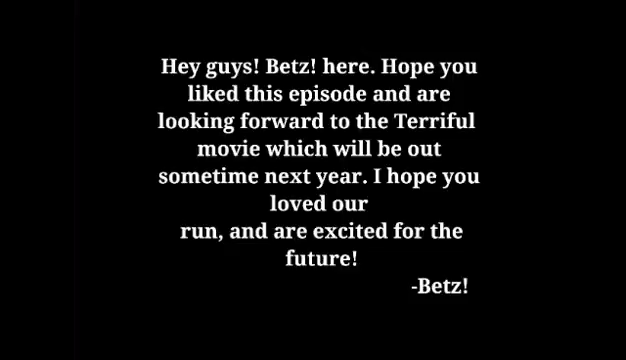 Hey guys! Betz! here. Hope you
liked this episode and are
looking forward to the Terriful
movie which will be out
sometime next year. I hope you
loved our
run, and are excited for the
future!
-Betz!